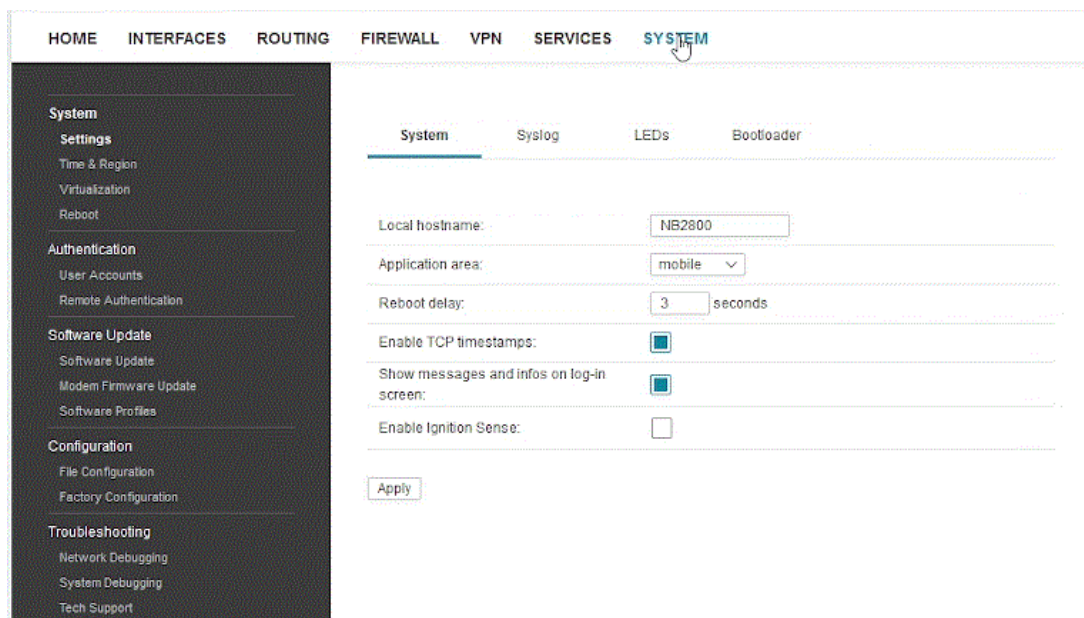 HOME INTERFACES ROUTING FIREWALL VPN SERVICES SYSTEM
System
Settings
Time & Region
Virtualization
Reboot
Authentication
User Accounts
Remote Authentication
Software Update
Software Update
Modem Firmware Update
Software Profiles
Configuration
File Configuration
Factory Configuration
Troubleshooting
Network Debugging
System Debugging
Tech Support
System Syslog LEDs Bootloader
Local hostname: NB2800
Application area: mobile
Reboot delay: 3 seconds
Enable TCP timestamps:
Show messages and infos on log-in
screen:
Enable Ignition Sense:
Apply